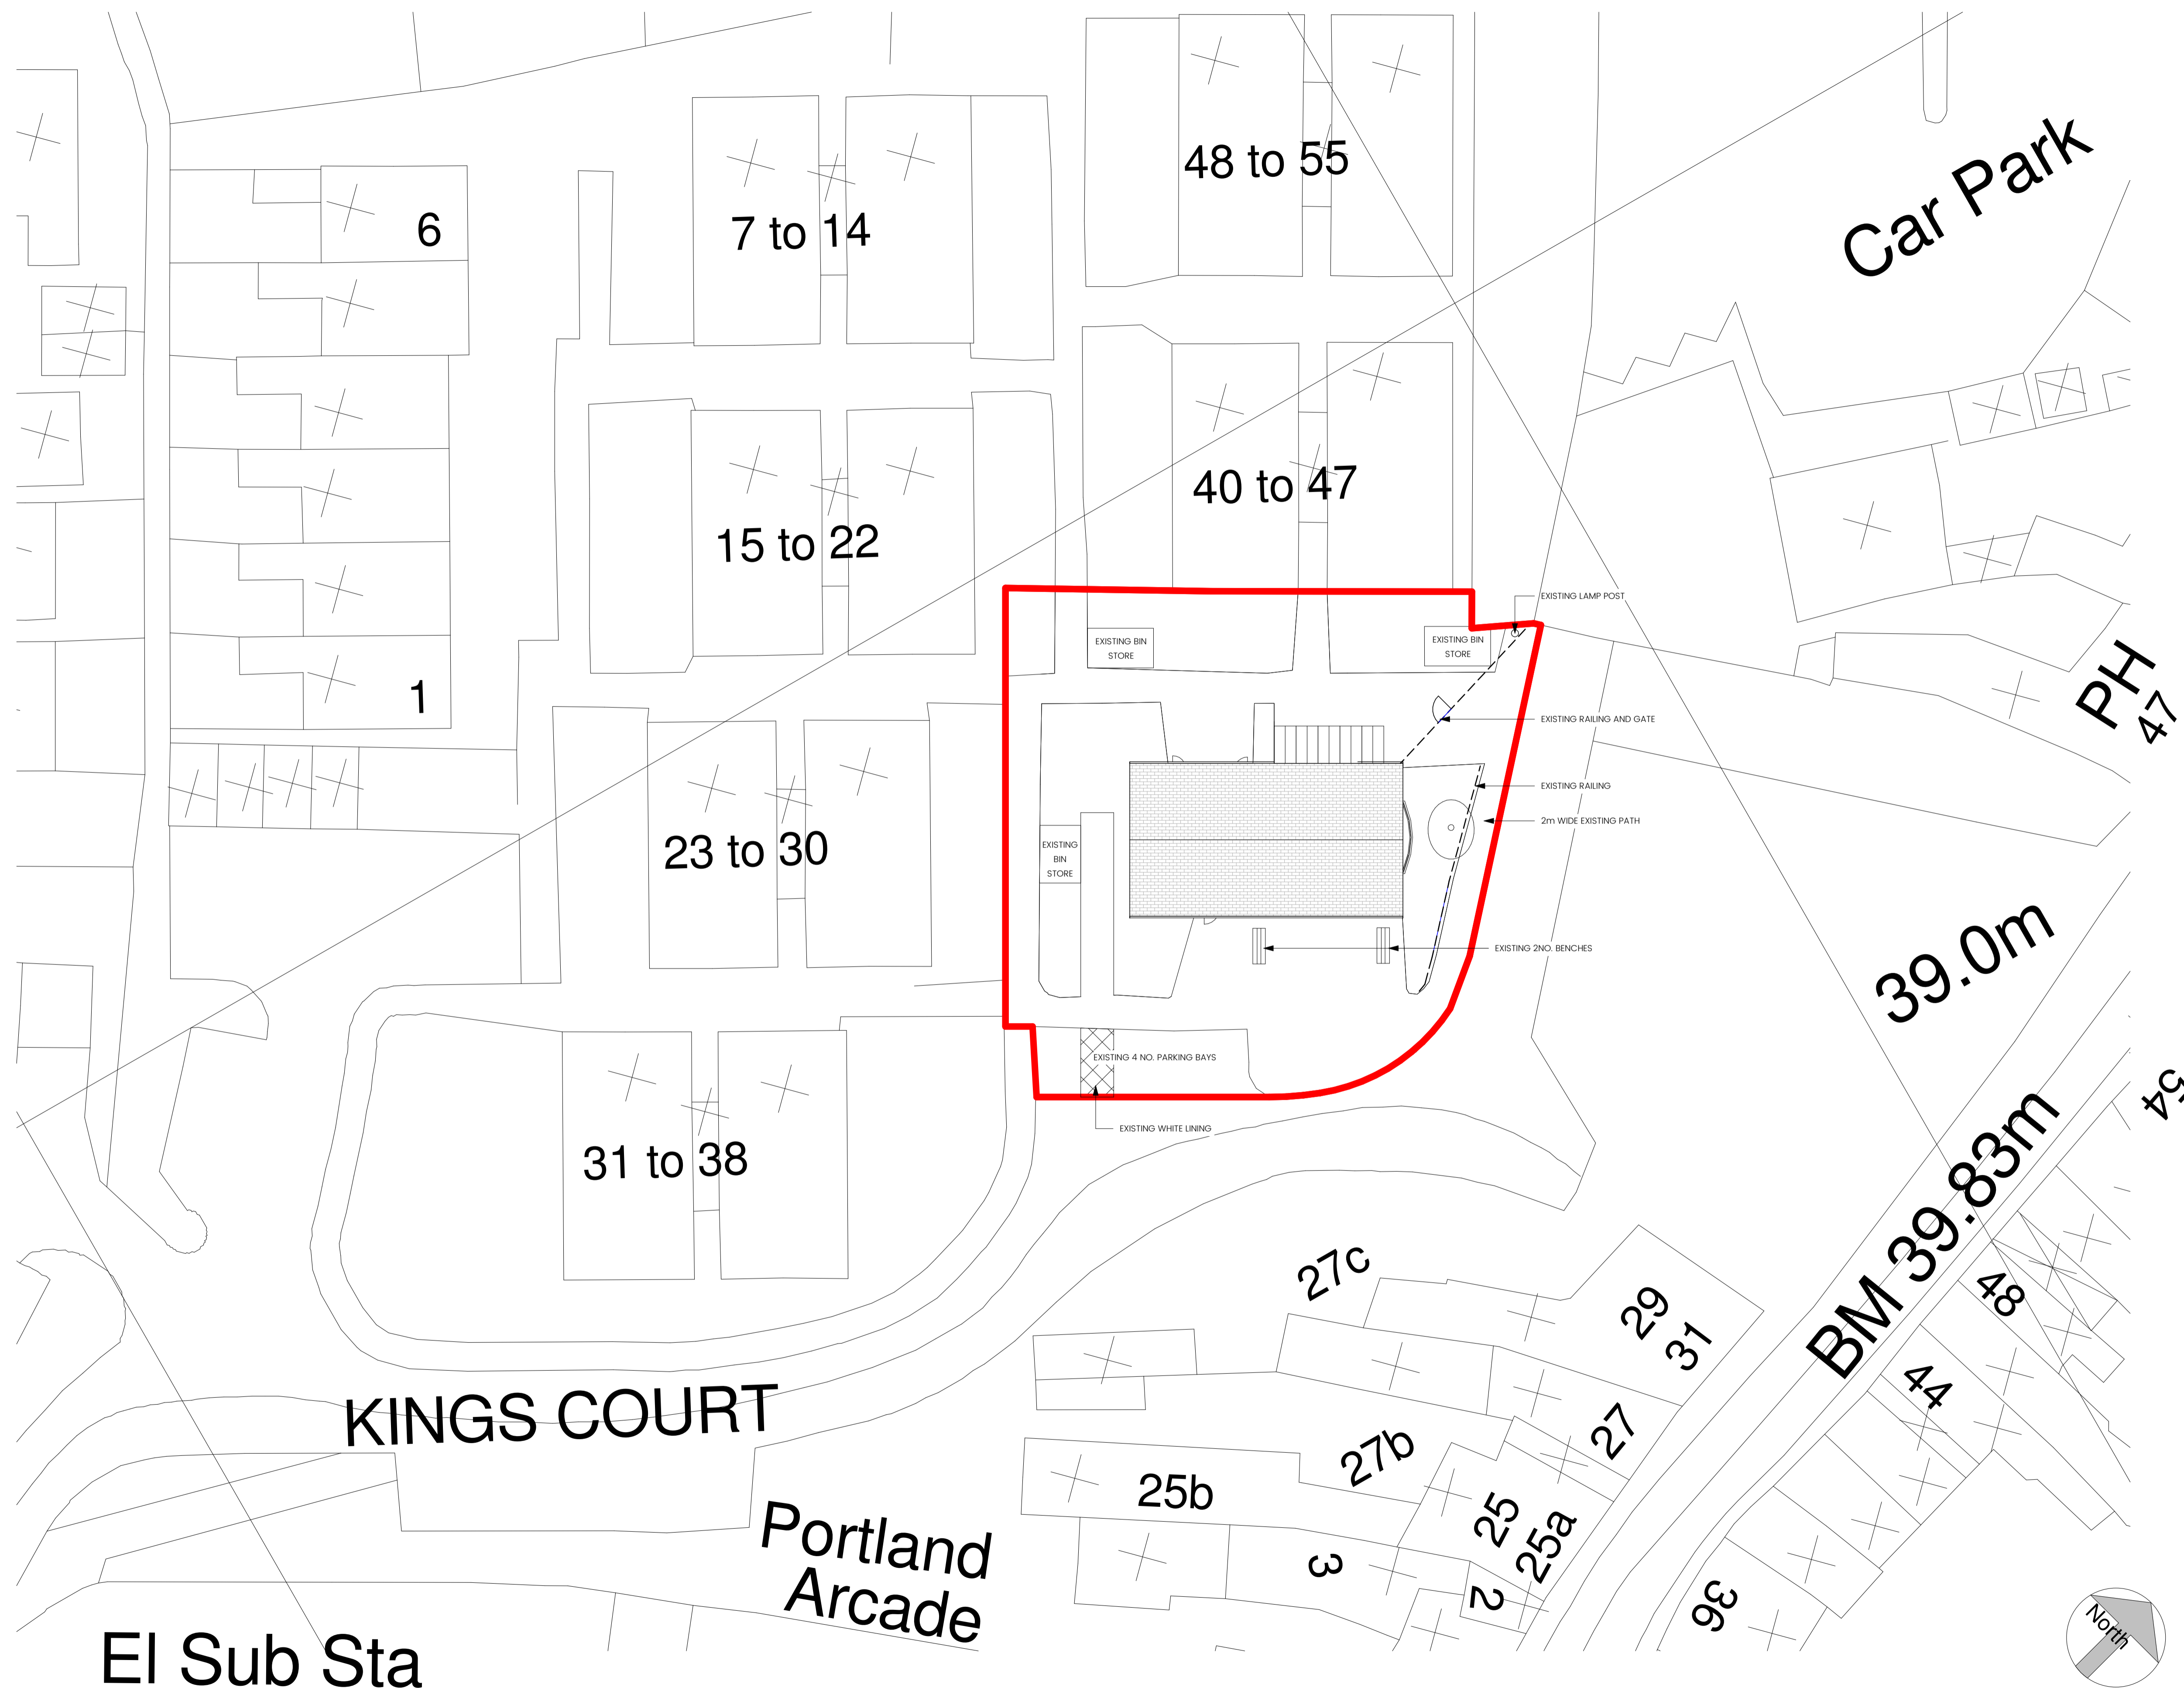 48 to 55
Car Park
6
7 to 14
40 to 47
15 to 22
EXISTING LAMP POST
EXISTING BIN
STORE
EXISTING BIN
STORE
PH
47
1
EXISTING RAILING AND GATE
EXISTING RAILING
2m WIDE EXISTING PATH
23 to 30
EXISTING
BIN
STORE
EXISTING 2NO. BENCHES
39.0m
EXISTING 4 NO. PARKING BAYS
54
EXISTING WHITE LINING
31 to 38
BM 39.83m
27c
29
31
48
44
KINGS COURT
27
27b
25b
25
25a
Portland
Arcade
3
2
36
El Sub Sta
North